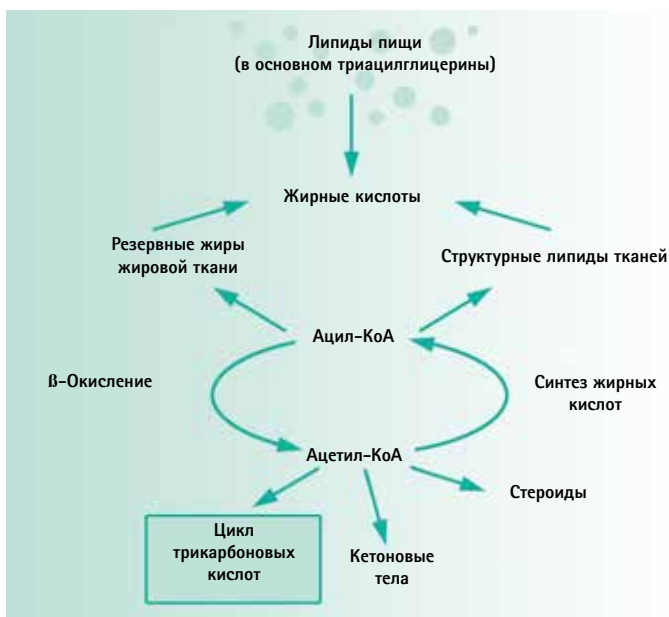 Липиды пищи
(в основном триацилглицерины)
Жирные кислоты
Резервные жиры
жировой ткани
Структурные липиды тканей
Ацил-КоА
ß-Окисление
Синтез жирных
кислот
Ацетил-КоА
Стероиды
Цикл
трикарбоновых
кислот
Кетоновые
тела